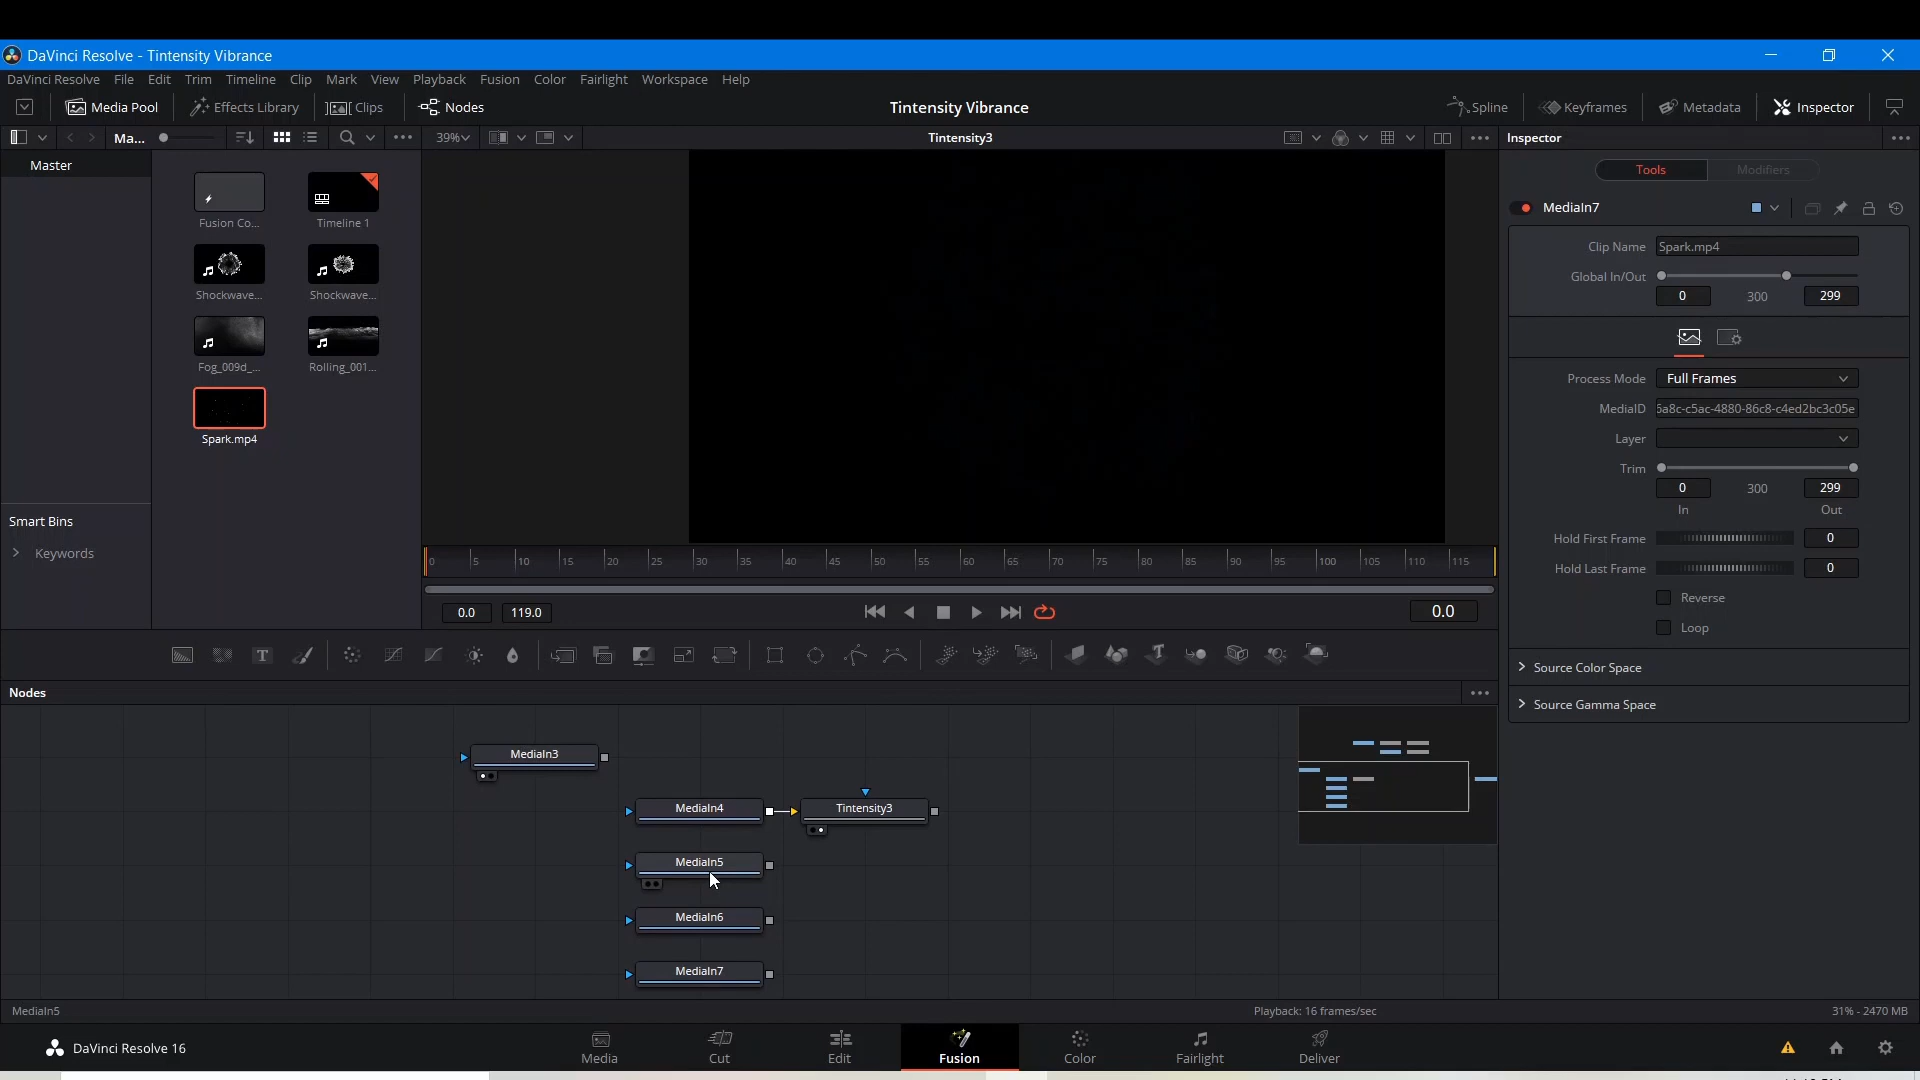 DaVinci Resolve - Tintensity Vibrance
DaVinci Resolve File Edit Trim Timeline Clip Mark View Playback Fusion Color Fairlight Workspace Help
Media Pool Effects Library Clips Nodes Tintensity Vibrance Spline Keyframes Metadata Inspector
Ma... 39% Tintensity3 Inspector
Master
Tools Modifiers
Fusion Co... Timeline 1
MediaIn7
Clip Name Spark.mp4
Global In/Out
0 300 299
Shockwave... Shockwave...
Fog_009d_... Rolling_001...
Process Mode Full Frames
MediaID 5a8c-c5ac-4880-86c8-c4ed2bc3c05e
Layer
Spark.mp4
Trim
0 300 299
In Out
Smart Bins
Keywords
Hold First Frame 0
Hold Last Frame 0
Reverse
Loop
0 5 10 15 20 25 30 35 40 45 50 55 60 65 70 75 80 85 90 95 100 105 110 115
0.0 119.0 0.0
Source Color Space
Source Gamma Space
Nodes
MediaIn3
MediaIn4 Tintensity3
MediaIn5
MediaIn6
MediaIn7
MediaIn5 Playback: 16 frames/sec 31% - 2470 MB
DaVinci Resolve 16 Media Cut Edit Fusion Color Fairlight Deliver